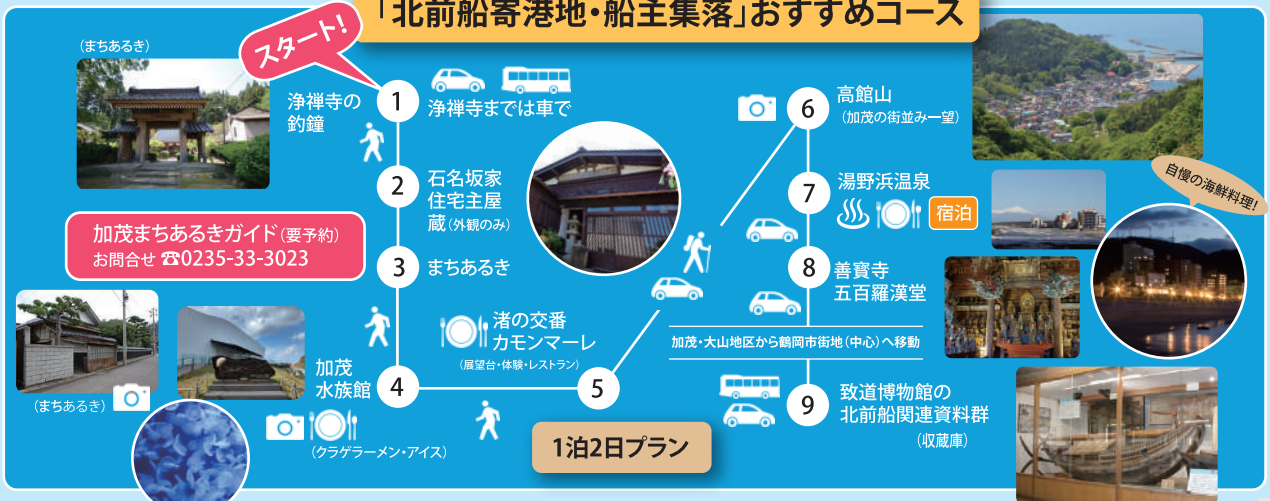 「北前船寄港地・船主集落」おすすめコース
スタート!
(まちあるき)
1
浄禅寺の
釣鐘
浄禅寺までは車で
2
石名坂家
住宅主屋
蔵(外観のみ)
加茂まちあるきガイド(要予約)
お問合せ ☎0235-33-3023
3
まちあるき
(まちあるき)
4
加茂
水族館
(クラゲラーメン・アイス)
渚の交番
カモンマーレ
(展望台・体験・レストラン)
5
1泊2日プラン
6
高館山
(加茂の街並み一望)
7
湯野浜温泉
宿泊
自慢の海鮮料理!
8
善寳寺
五百羅漢堂
加茂・大山地区から鶴岡市街地(中心)へ移動
9
致道博物館の
北前船関連資料群
(収蔵庫)